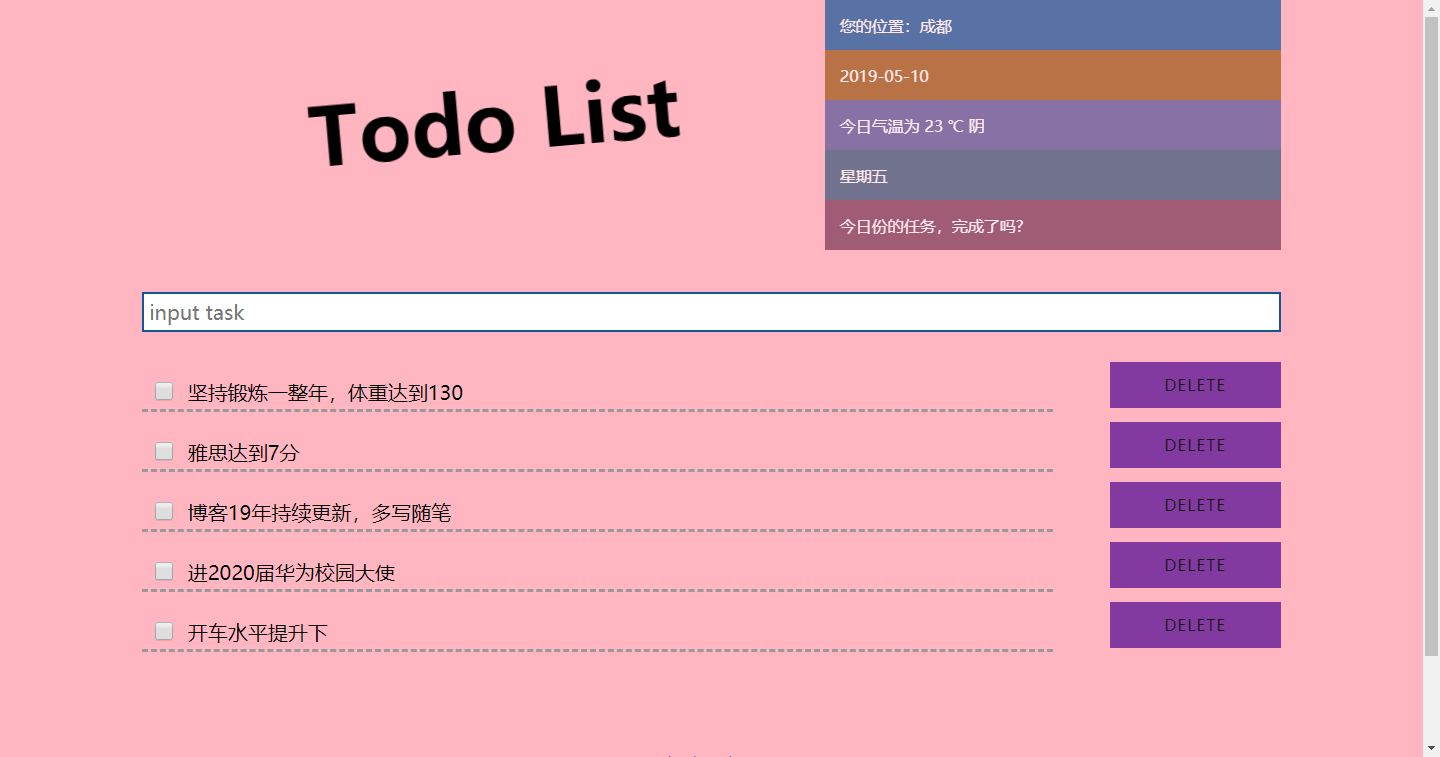 Todo List
您的位置：成都
2019-05-10
今日气温为 23 ℃ 阴
星期五
今日份的任务，完成了吗?
input task
坚持锻炼一整年，体重达到130
DELETE
雅思达到7分
DELETE
博客19年持续更新，多写随笔
DELETE
进2020届华为校园大使
DELETE
开车水平提升下
DELETE